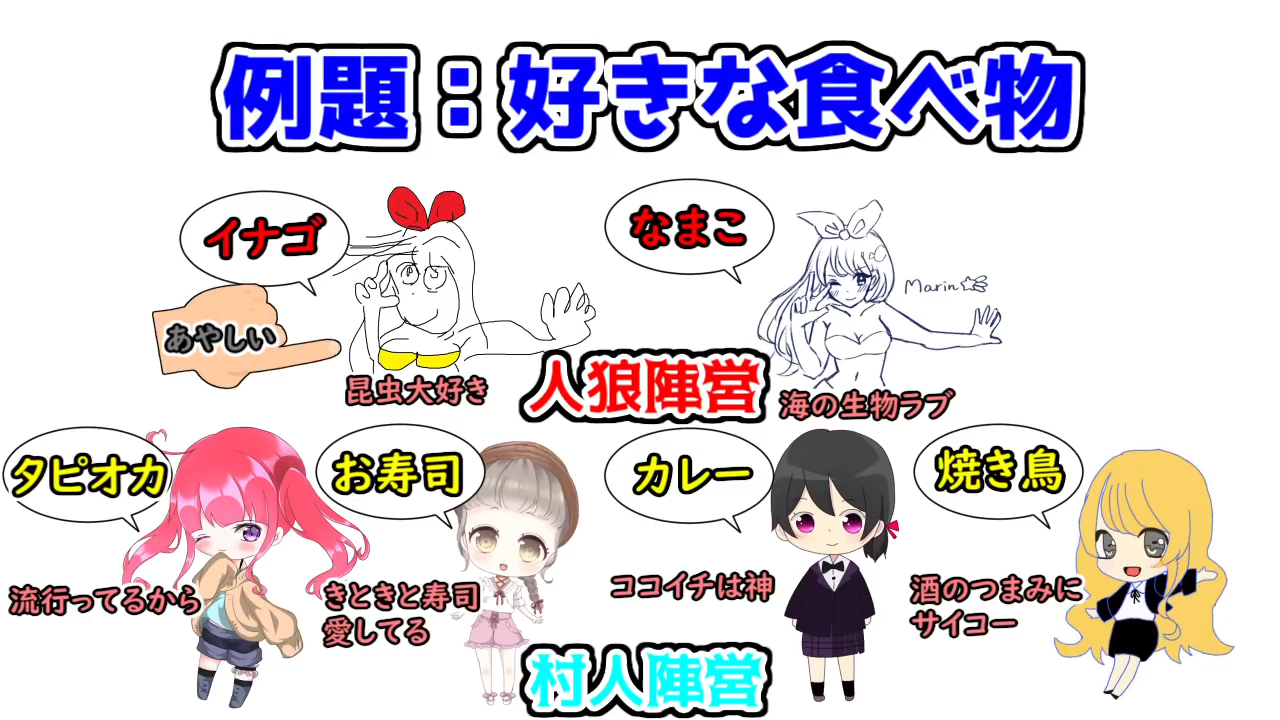 例題：好きな食べ物
イナゴ
あやしい
昆虫大好き
なまこ
Marin
海の生物ラブ
人狼陣営
タピオカ
流行ってるから
お寿司
きときと寿司
愛してる
カレー
ココイチは神
焼き鳥
酒のつまみに
サイコー
村人陣営